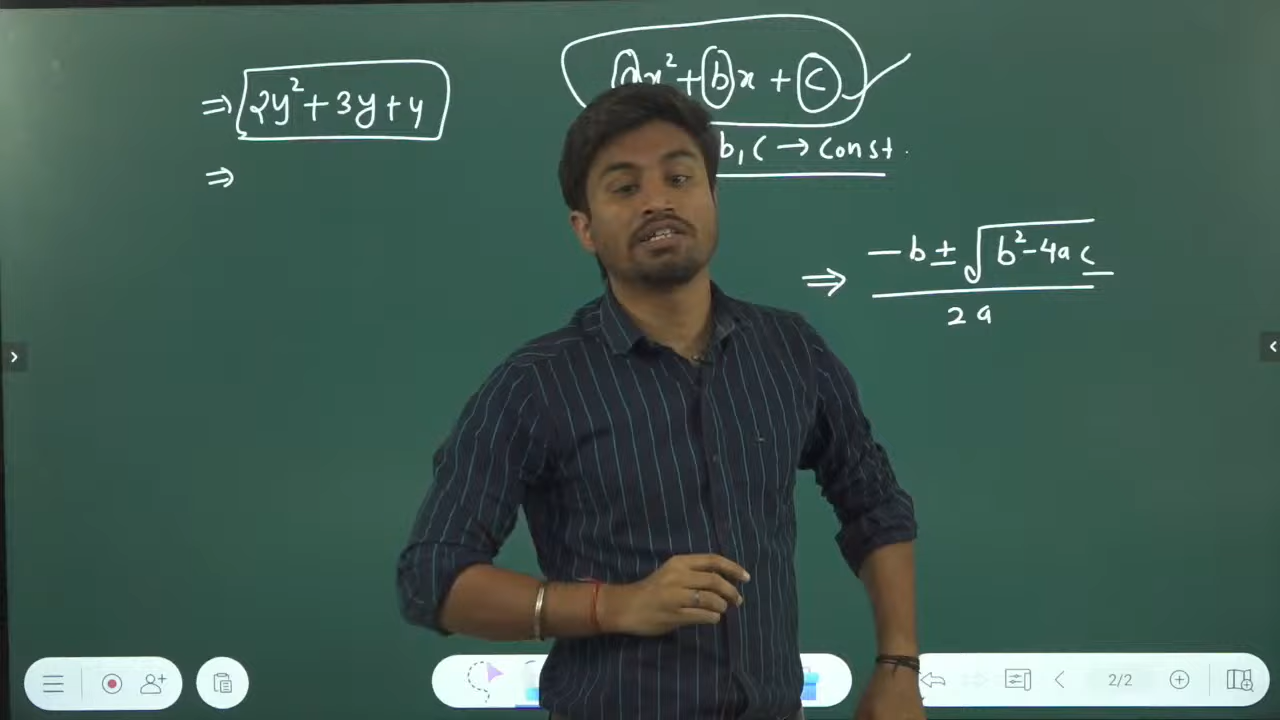 ⇒ 2y²+3y+4
ax²+bx+c
b, c → const.
⇒
⇒ −b±√b²−4ac
2a
2/2